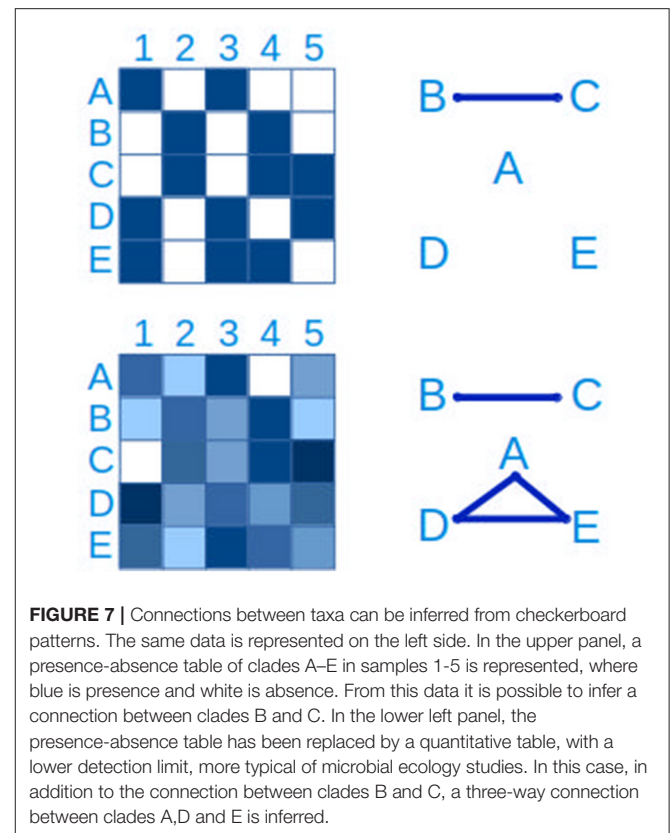 1 2 3 4 5
A
B
C
D
E
B C
A
D E
1 2 3 4 5
A
B
C
D
E
B C
A
D E
FIGURE 7 | Connections between taxa can be inferred from checkerboard
patterns. The same data is represented on the left side. In the upper panel, a
presence-absence table of clades A–E in samples 1-5 is represented, where
blue is presence and white is absence. From this data it is possible to infer a
connection between clades B and C. In the lower left panel, the
presence-absence table has been replaced by a quantitative table, with a
lower detection limit, more typical of microbial ecology studies. In this case, in
addition to the connection between clades B and C, a three-way connection
between clades A,D and E is inferred.